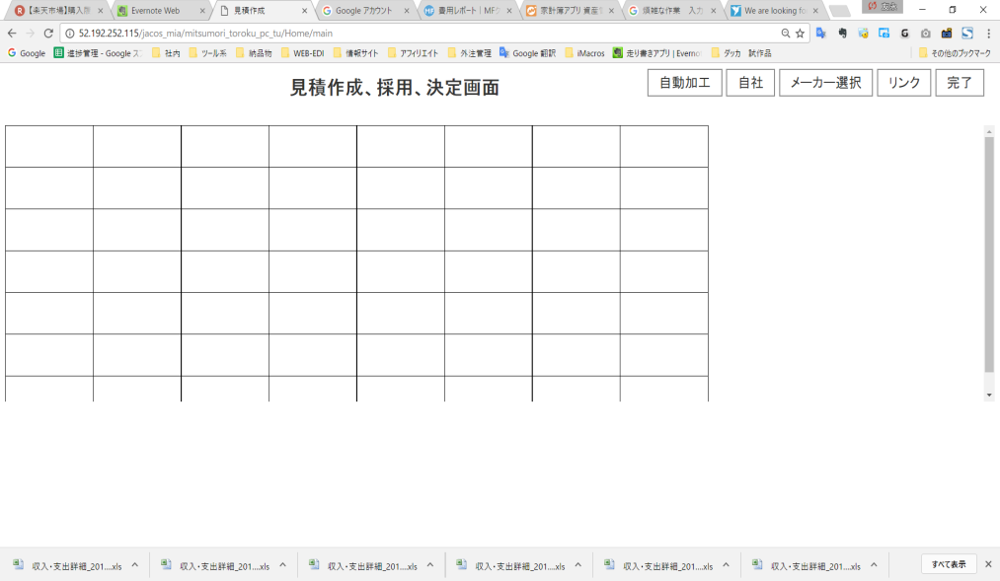 【楽天市場】購入履
Evernote Web
見積作成
Google アカウント
費用レポート | MFク
家計簿アプリ 資産管
煩雑な作業 入力
We are looking fo
52.192.252.115/jacos_mia/mitsumori_toroku_pc_tu/Home/main
Google
進捗管理 - Google ス
社内
ツール系
納品物
WEB-EDI
情報サイト
アフィリエイト
外注管理
Google 翻訳
iMacros
走り書きアプリ | Everno
ダッカ 試作品
その他のブックマーク
見積作成、採用、決定画面
自動加工
自社
メーカー選択
リンク
完了
収入・支出詳細_201....xls
収入・支出詳細_201....xls
収入・支出詳細_201....xls
収入・支出詳細_201....xls
収入・支出詳細_201....xls
収入・支出詳細_201....xls
すべて表示